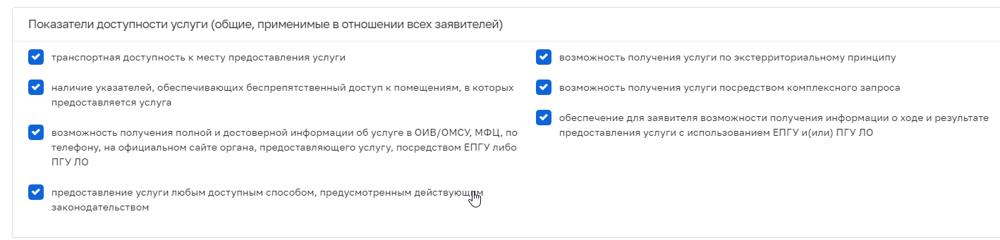 Показатели доступности услуги (общие, применимые в отношении всех заявителей)
транспортная доступность к месту предоставления услуги
наличие указателей, обеспечивающих беспрепятственный доступ к помещениям, в которых
предоставляется услуга
возможность получения полной и достоверной информации об услуге в ОИВ/ОМСУ, МФЦ, по
телефону, на официальном сайте органа, предоставляющего услугу, посредством ЕПГУ либо
ПГУ ЛО
предоставление услуги любым доступным способом, предусмотренным действующим
законодательством
возможность получения услуги по экстерриториальному принципу
возможность получения услуги посредством комплексного запроса
обеспечение для заявителя возможности получения информации о ходе и результате
предоставления услуги с использованием ЕПГУ и(или) ПГУ ЛО